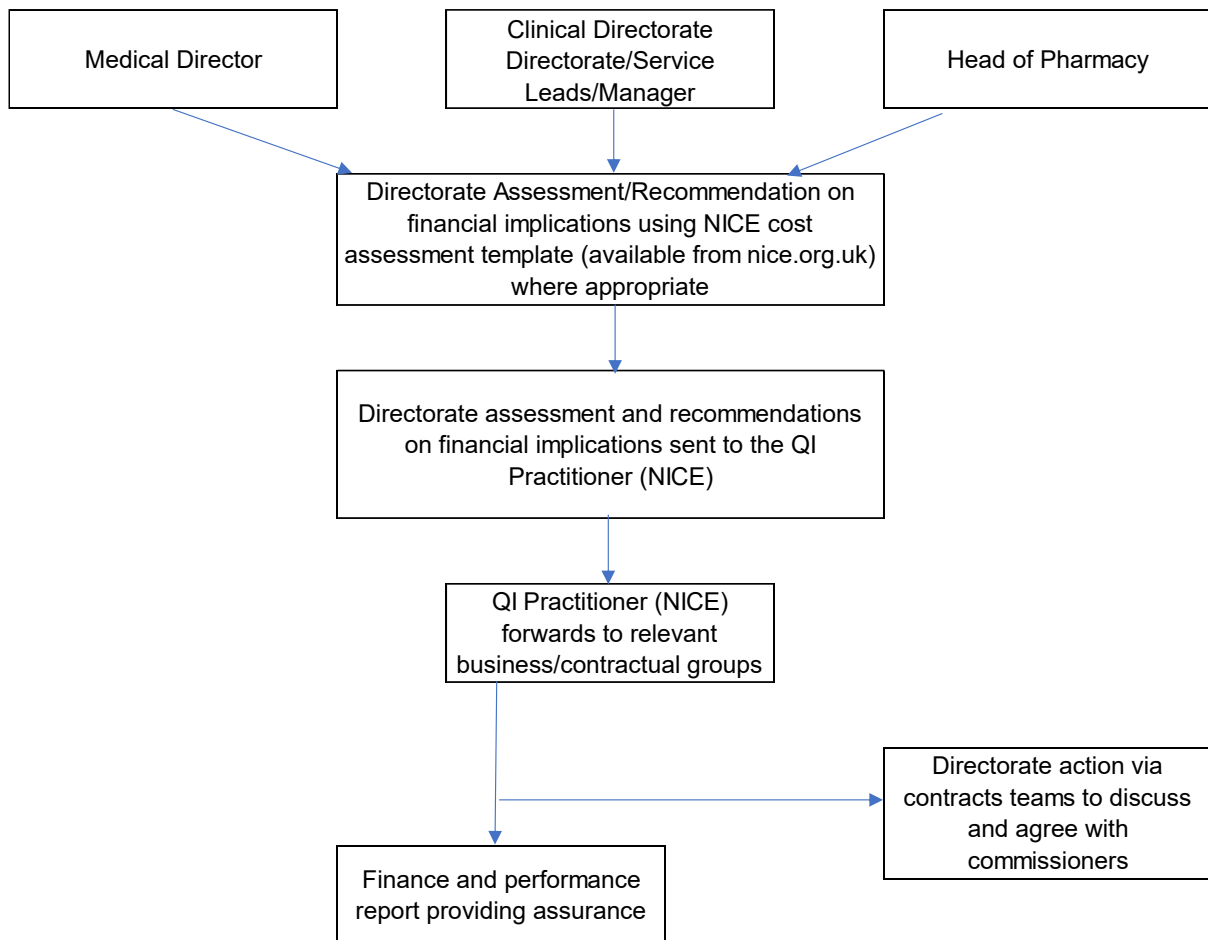 Medical Director
Clinical Directorate
Directorate/Service
Leads/Manager
Head of Pharmacy
Directorate Assessment/Recommendation on
financial implications using NICE cost
assessment template (available from nice.org.uk)
where appropriate
Directorate assessment and recommendations
on financial implications sent to the QI
Practitioner (NICE)
QI Practitioner (NICE)
forwards to relevant
business/contractual groups
Directorate action via
contracts teams to discuss
and agree with
commissioners
Finance and performance
report providing assurance